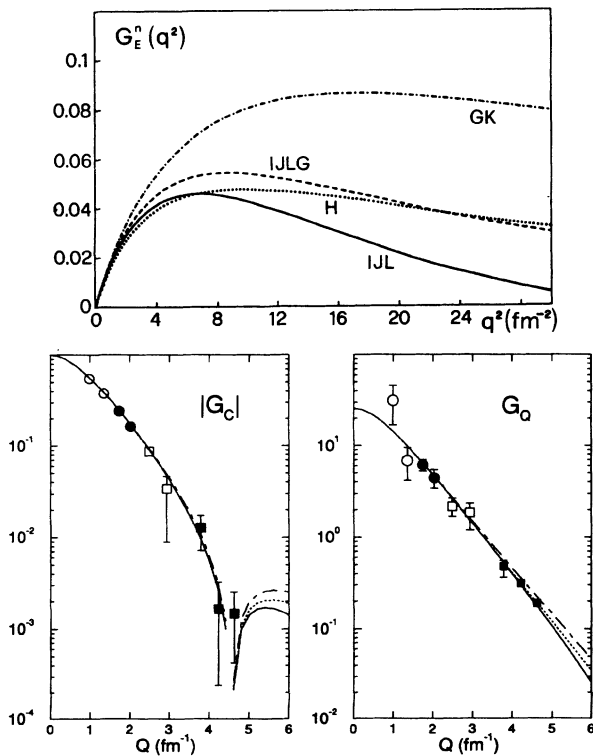 G_E^n (q²)
0.1
0.08
0.06
0.04
0.02
0
GK
IJLG
H
IJL
0 4 8 12 16 20 24 q² (fm⁻²)
|G_C|
10⁻¹
10⁻²
10⁻³
10⁻⁴
0 1 2 3 4 5 6
Q (fm⁻¹)
G_Q
10¹
10⁰
10⁻¹
10⁻²
0 1 2 3 4 5 6
Q (fm⁻¹)